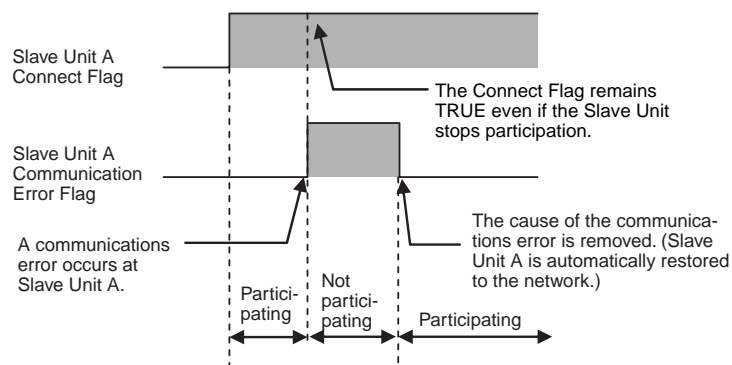 Slave Unit A
Connect Flag
The Connect Flag remains
TRUE even if the Slave Unit
stops participation.
Slave Unit A
Communication
Error Flag
A communications
error occurs at
Slave Unit A.
The cause of the communica-
tions error is removed. (Slave
Unit A is automatically restored
to the network.)
Partici-
pating
Not
partici-
pating
Participating